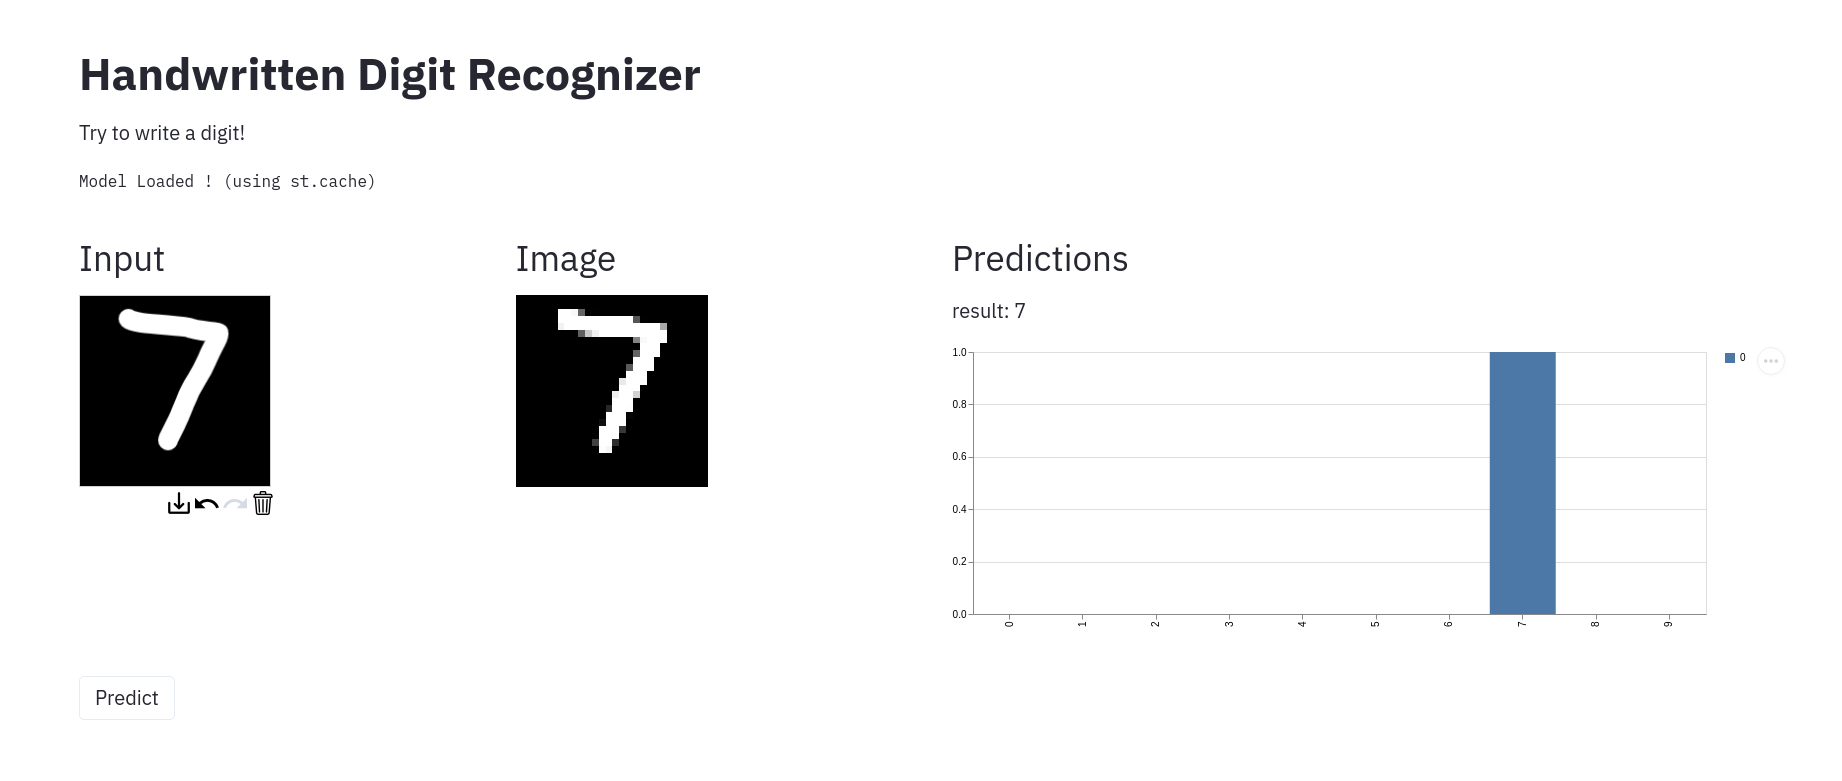 Handwritten Digit Recognizer
Try to write a digit!
Model Loaded ! (using st.cache)
Input
7
Image
7
Predictions
result: 7
1.0
0.8
0.6
0.4
0.2
0.0
0 1 2 3 4 5 6 7 8 9
0
Predict